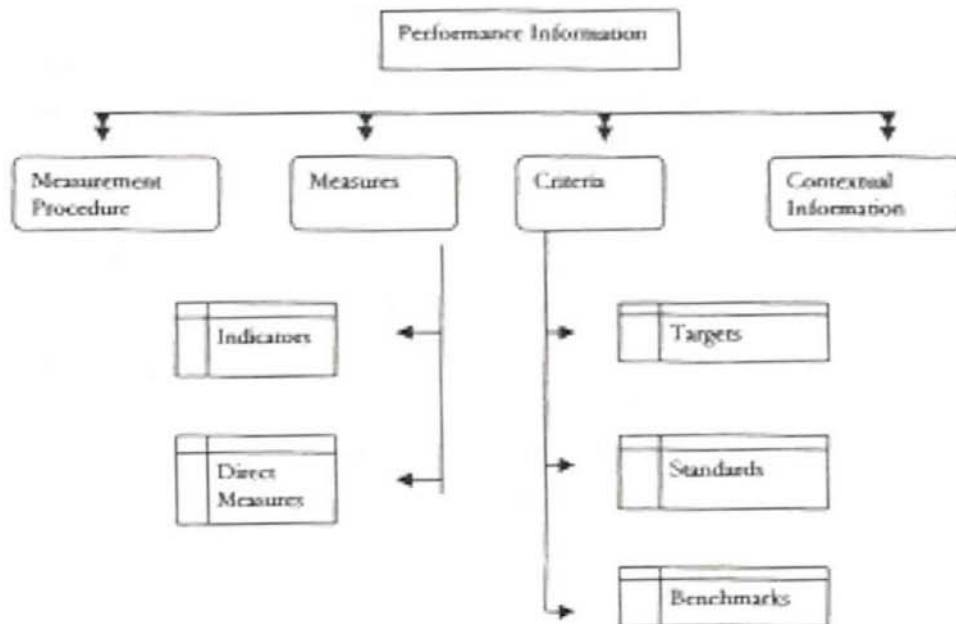 Performance Information
Measurement
Procedure
Measures
Criteria
Contextual
Information
Indicators
Targets
Direct
Measures
Standards
Benchmarks